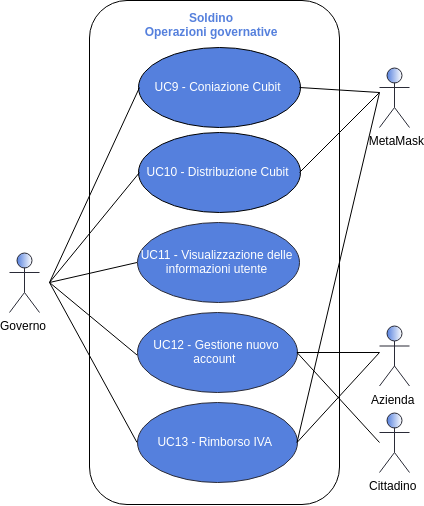 Soldino
Operazioni governative
UC9 - Coniazione Cubit
MetaMask
UC10 - Distribuzione Cubit
UC11 - Visualizzazione delle
informazioni utente
Governo
UC12 - Gestione nuovo
account
Azienda
UC13 - Rimborso IVA
Cittadino